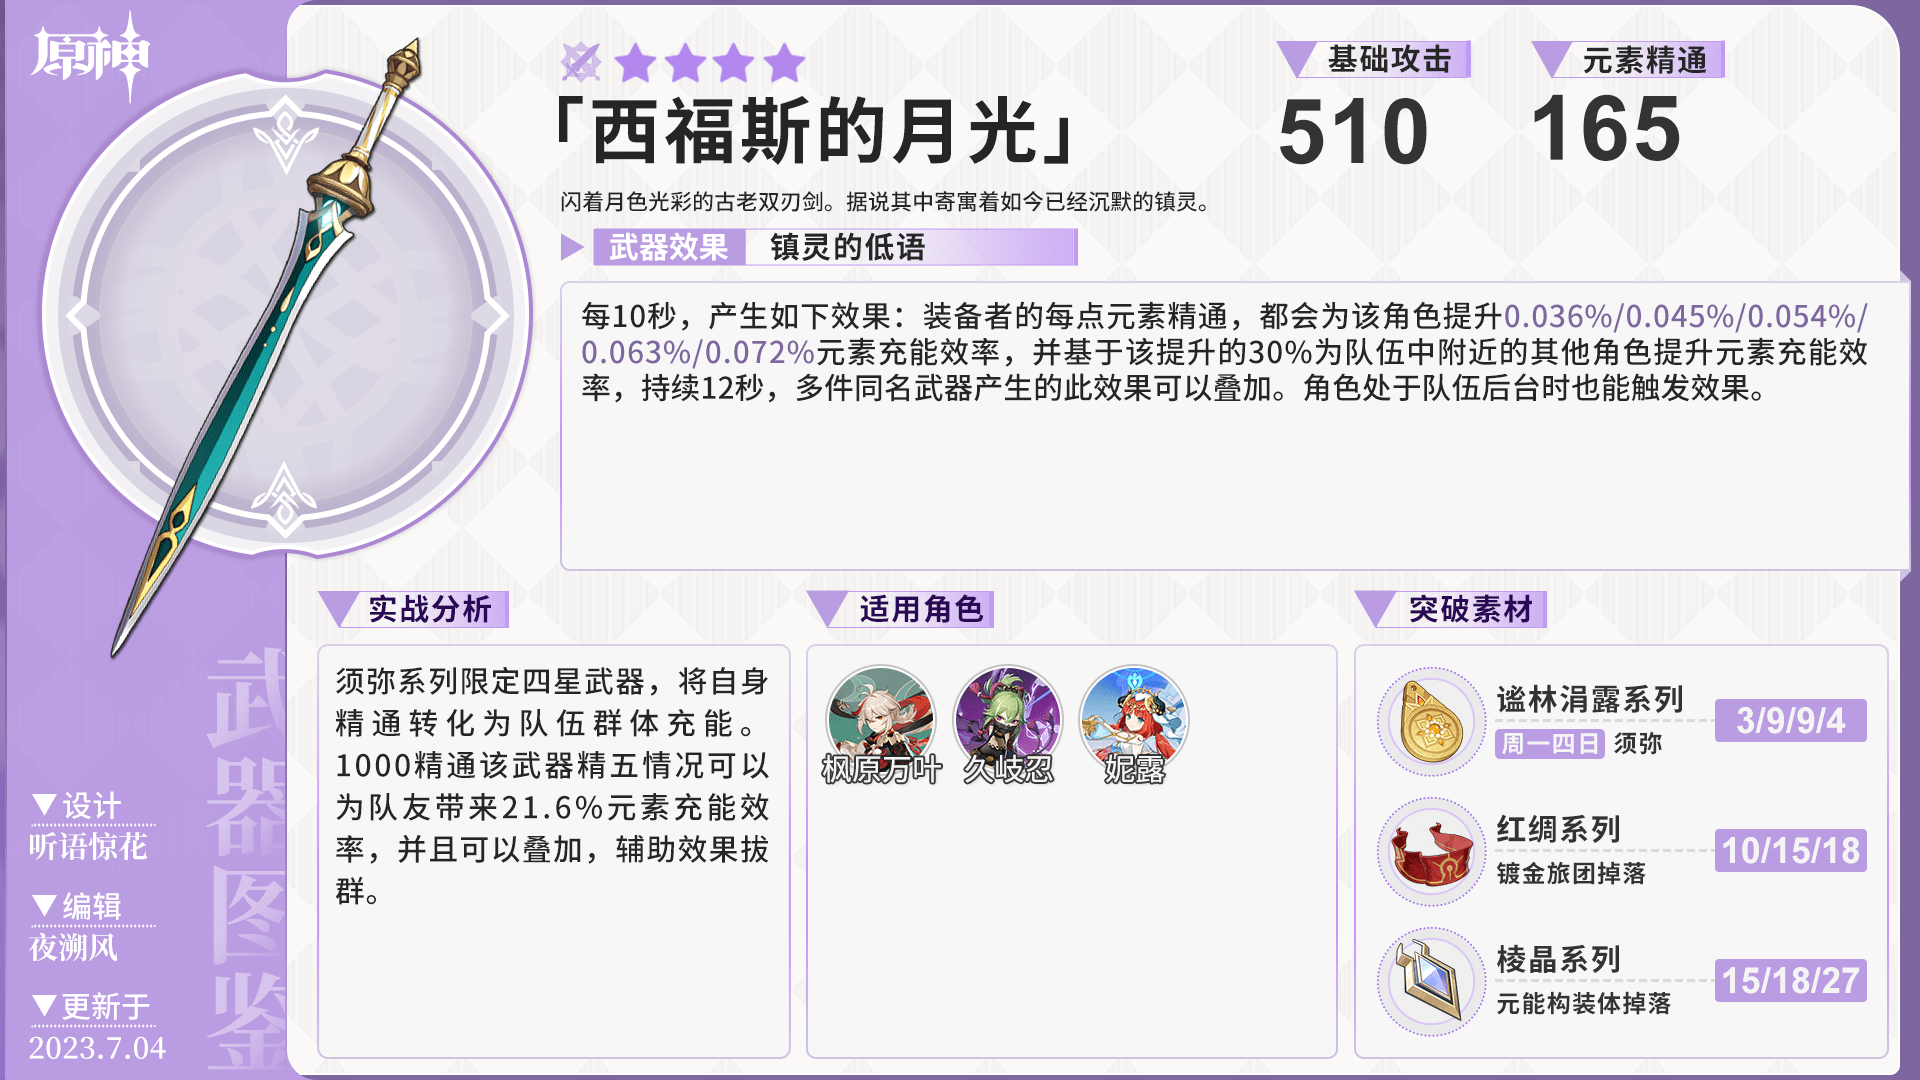 原神
「西福斯的月光」
基础攻击
510
元素精通
165
闪着月色光彩的古老双刃剑。据说其中寄寓着如今已经沉默的镇灵。
武器效果 镇灵的低语
每10秒，产生如下效果：装备者的每点元素精通，都会为该角色提升0.036%/0.045%/0.054%/
0.063%/0.072%元素充能效率，并基于该提升的30%为队伍中附近的其他角色提升元素充能效
率，持续12秒，多件同名武器产生的此效果可以叠加。角色处于队伍后台时也能触发效果。
实战分析
须弥系列限定四星武器，将自身
精通转化为队伍群体充能。
1000精通该武器精五情况可以
为队友带来21.6%元素充能效
率，并且可以叠加，辅助效果拔
群。
适用角色
枫原万叶 久岐忍 妮露
突破素材
谧林涓露系列
周一四日 须弥
3/9/9/4
红绸系列
镀金旅团掉落
10/15/18
棱晶系列
元能构装体掉落
15/18/27
武器图鉴
▼设计
听语惊花
▼编辑
夜溯风
▼更新于
2023.7.04